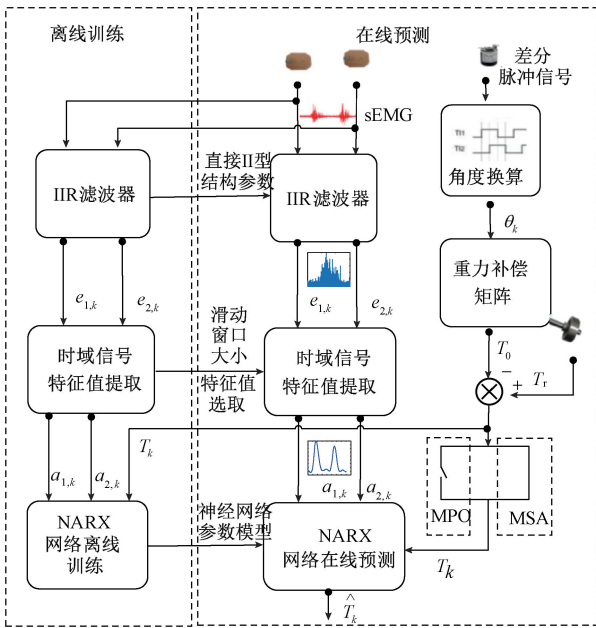 离线训练
在线预测
差分
脉冲信号
sEMG
TI1
TI2
角度换算
IIR滤波器
直接II型
结构参数
IIR滤波器
θk
重力补偿
矩阵
e1,k
e2,k
e1,k
e2,k
滑动
窗口
大小
特征值
选取
时域信号
特征值提取
时域信号
特征值提取
T0
−
+
Tr
Tk
a1,k
a2,k
a1,k
a2,k
MPO
MSA
NARX
网络离线
训练
神经网络
参数模型
NARX
网络在线预测
Tk
T̂k